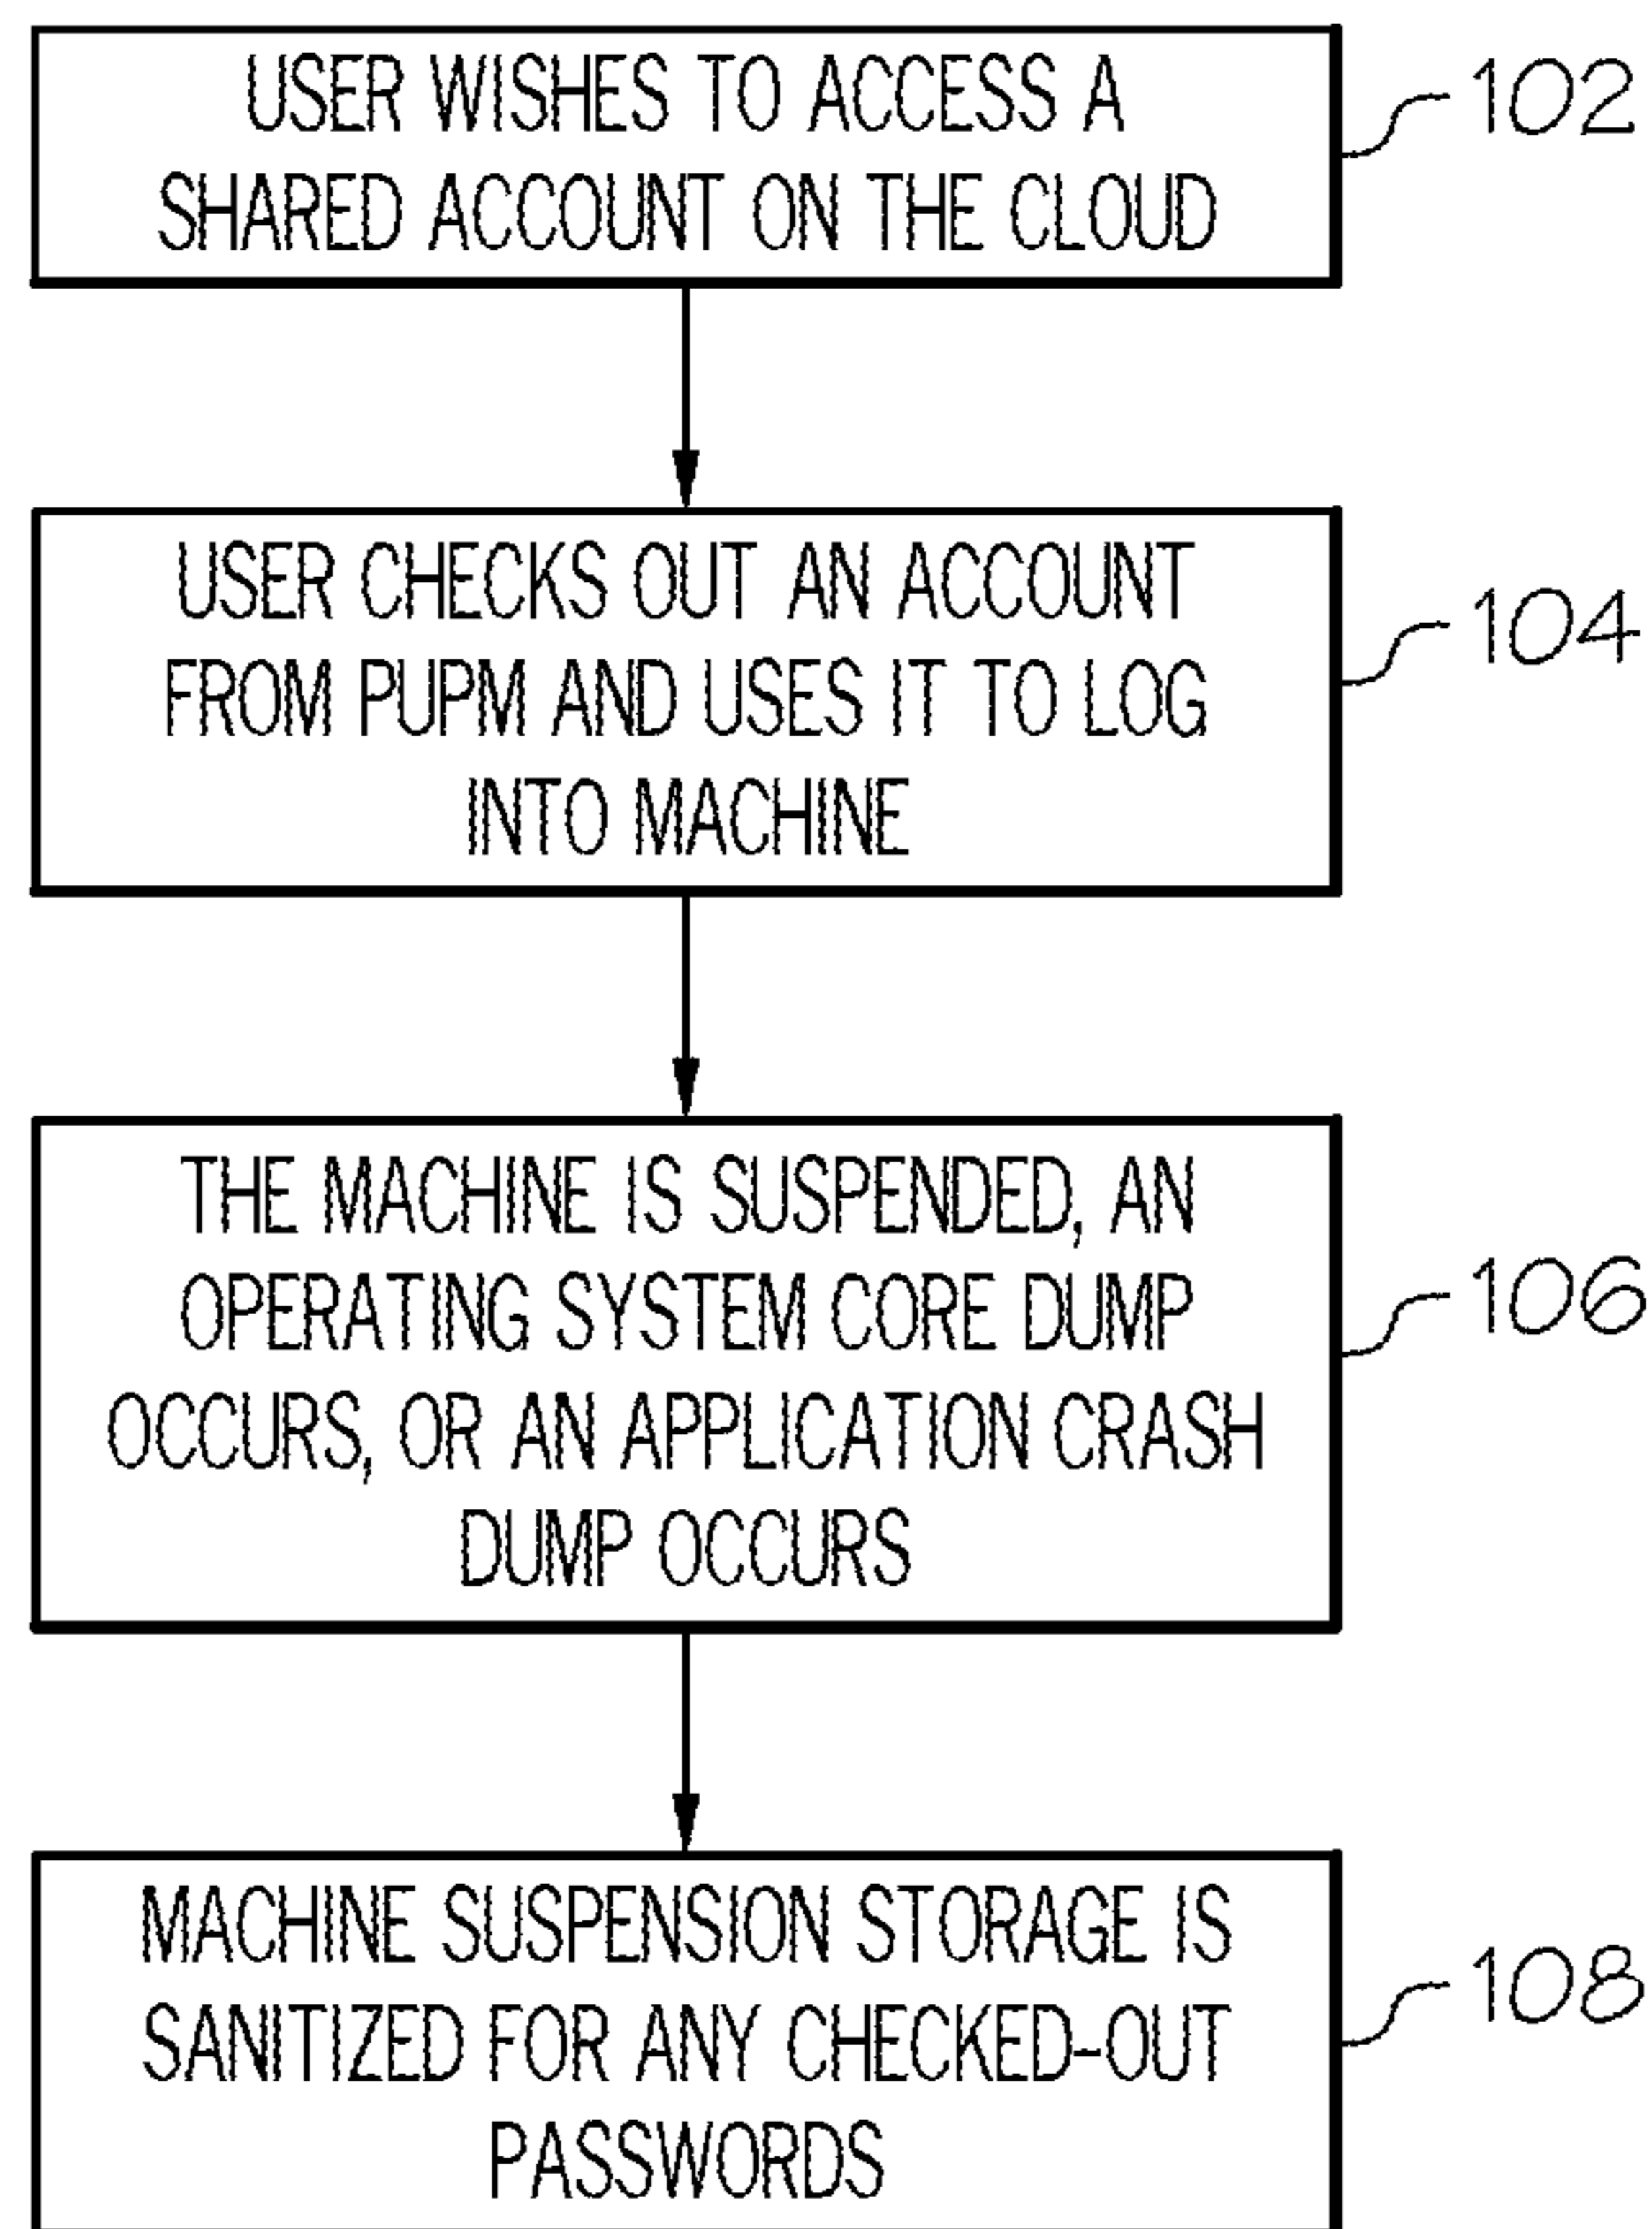 USER WISHES TO ACCESS A
SHARED ACCOUNT ON THE CLOUD
102
USER CHECKS OUT AN ACCOUNT
FROM PUPM AND USES IT TO LOG
INTO MACHINE
104
THE MACHINE IS SUSPENDED, AN
OPERATING SYSTEM CORE DUMP
OCCURS, OR AN APPLICATION CRASH
DUMP OCCURS
106
MACHINE SUSPENSION STORAGE IS
SANITIZED FOR ANY CHECKED-OUT
PASSWORDS
108